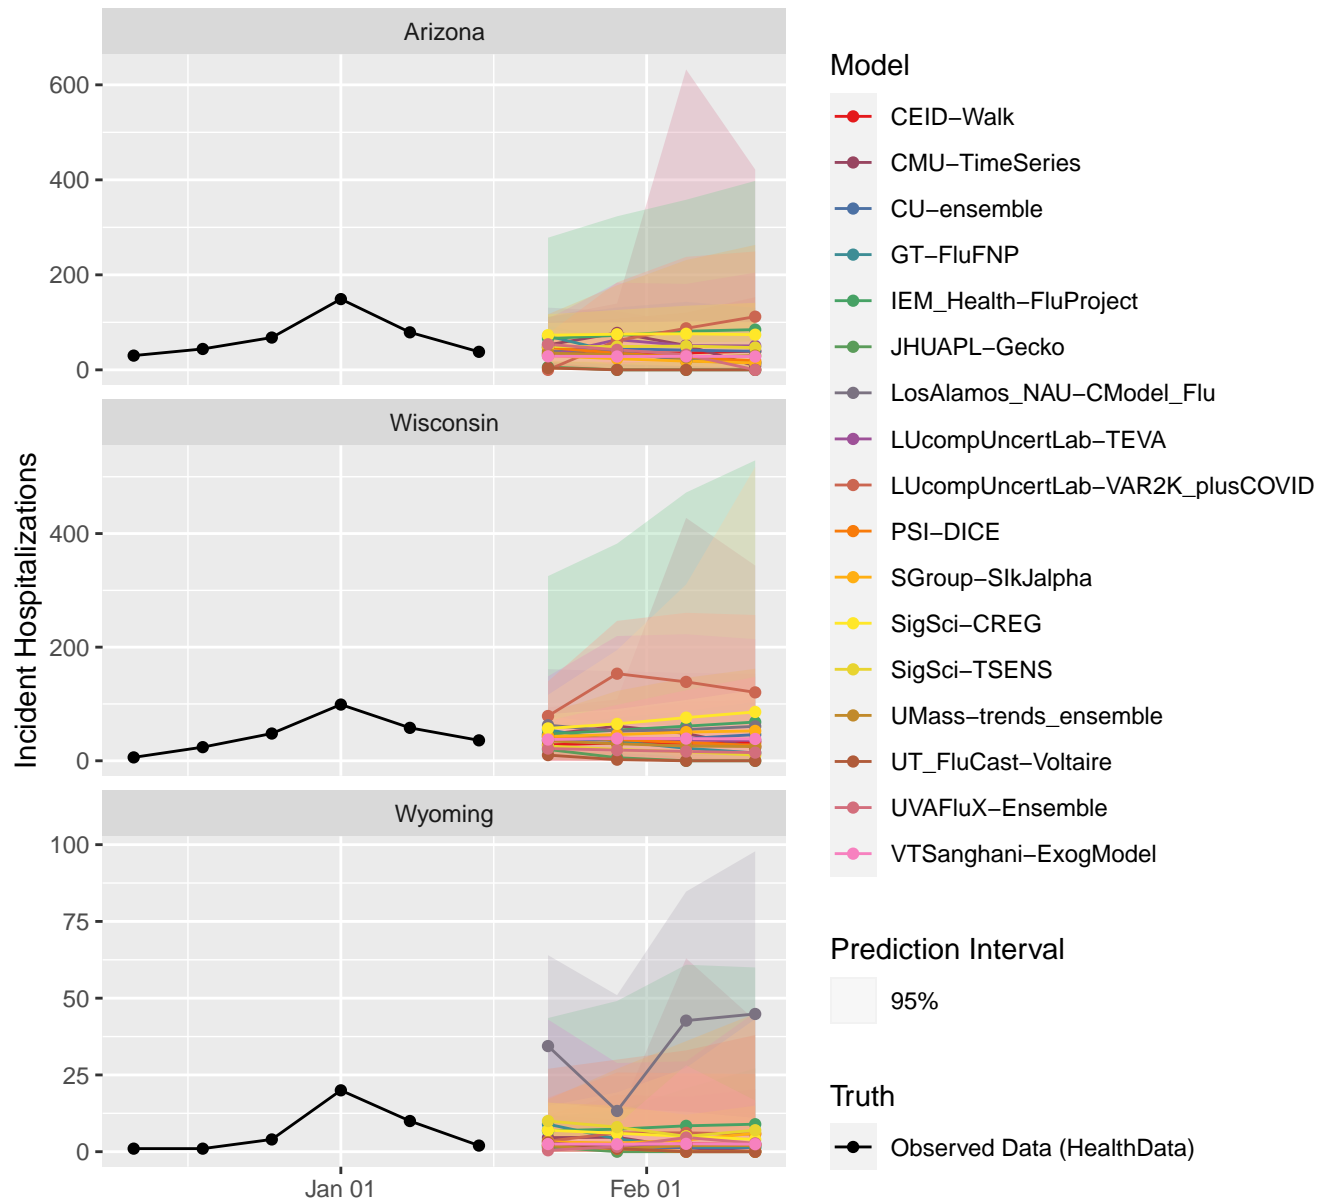 Arizona
600
400
200
0
Wisconsin
400
200
0
Wyoming
100
75
50
25
0
Jan 01
Feb 01
Incident Hospitalizations
Model
CEID−Walk
CMU−TimeSeries
CU−ensemble
GT−FluFNP
IEM_Health−FluProject
JHUAPL−Gecko
LosAlamos_NAU−CModel_Flu
LUcompUncertLab−TEVA
LUcompUncertLab−VAR2K_plusCOVID
PSI−DICE
SGroup−SIkJalpha
SigSci−CREG
SigSci−TSENS
UMass−trends_ensemble
UT_FluCast−Voltaire
UVAFluX−Ensemble
VTSanghani−ExogModel
Prediction Interval
95%
Truth
Observed Data (HealthData)